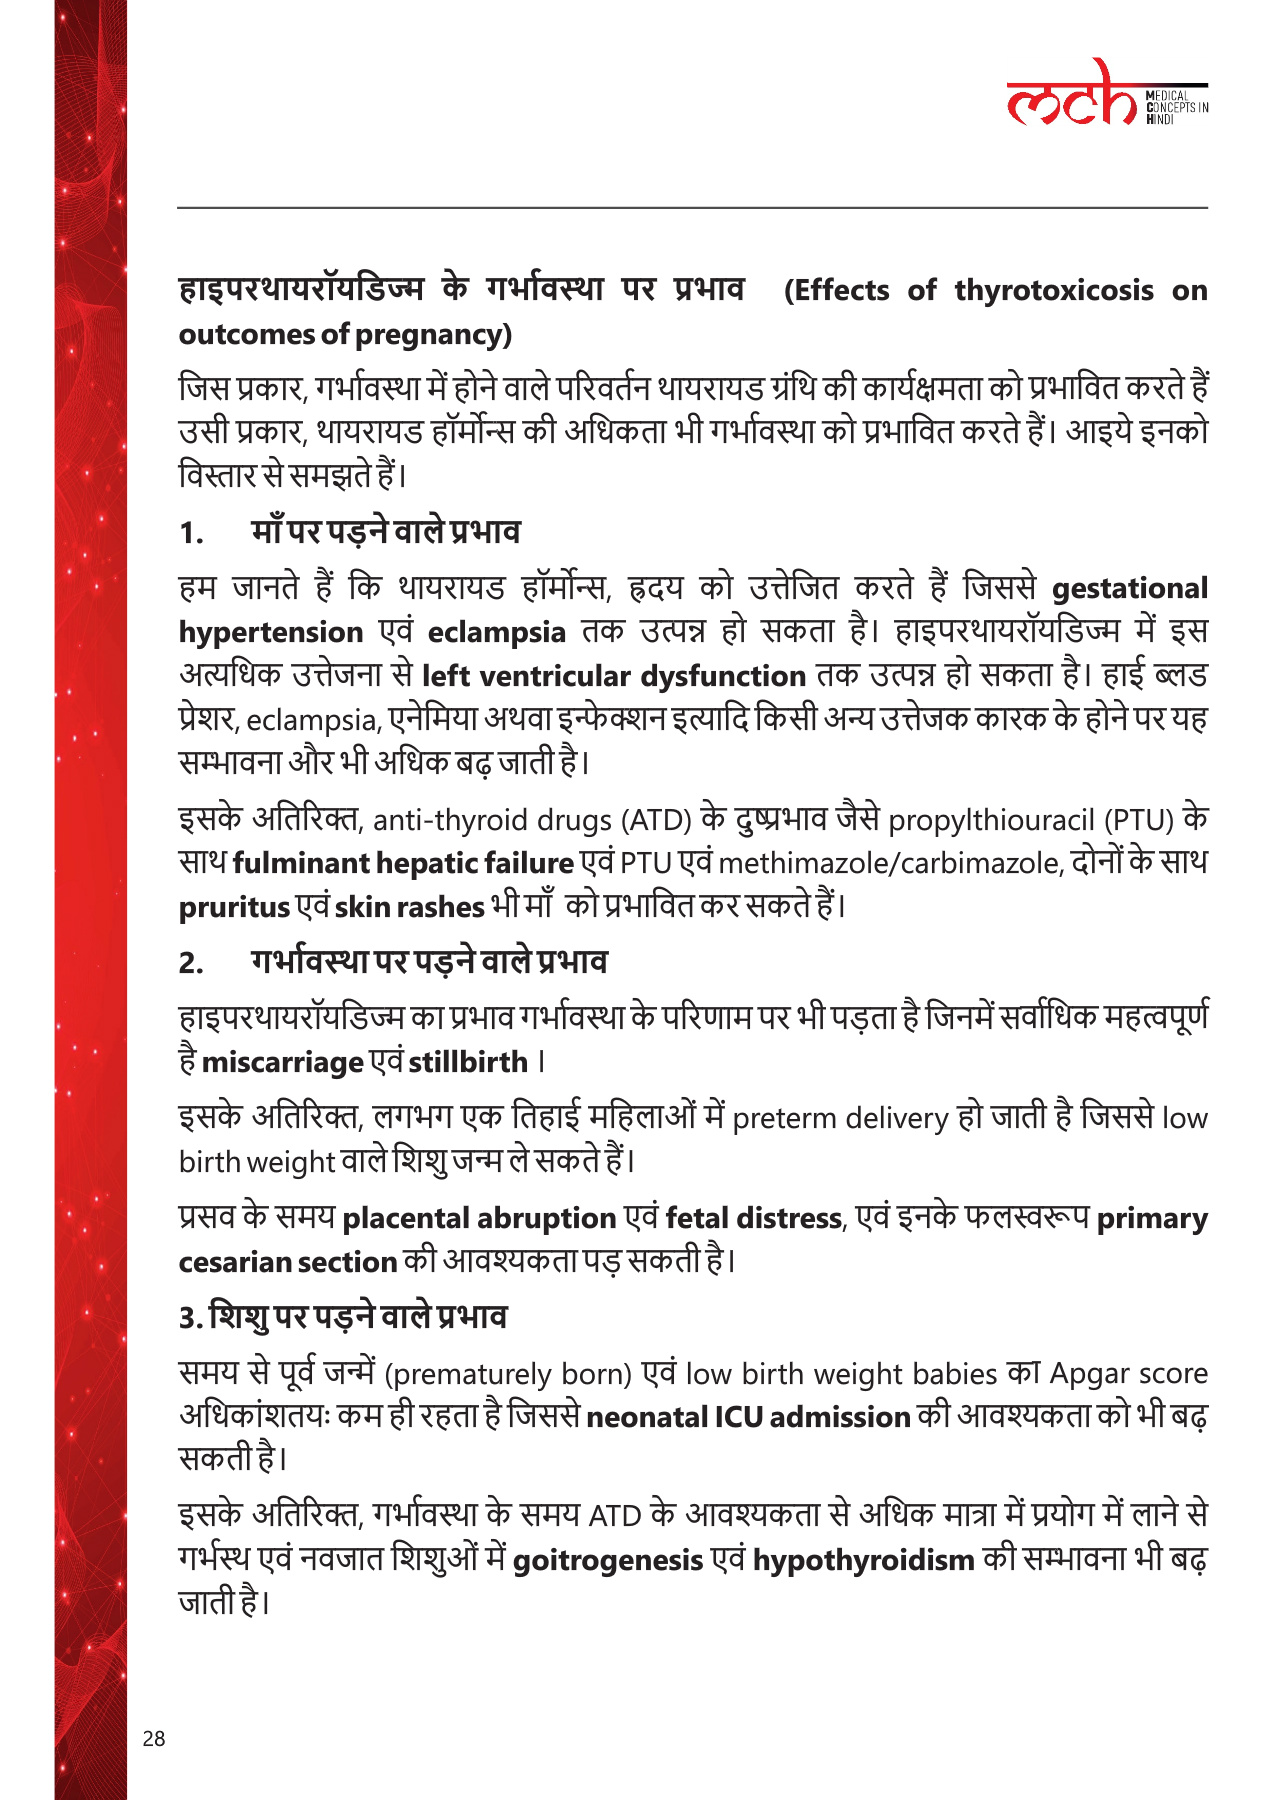 mch
MEDICAL
CONCEPTS IN
HINDI
हाइपरथायरॉयडिज्म के गर्भावस्था पर प्रभाव (Effects of thyrotoxicosis on
outcomes of pregnancy)
जिस प्रकार, गर्भावस्था में होने वाले परिवर्तन थायरायड ग्रंथि की कार्यक्षमता को प्रभावित करते हैं
उसी प्रकार, थायरायड हॉर्मोन्स की अधिकता भी गर्भावस्था को प्रभावित करते हैं। आइये इनको
विस्तार से समझते हैं।
1. माँ पर पड़ने वाले प्रभाव
हम जानते हैं कि थायरायड हॉर्मोन्स, ह्रदय को उत्तेजित करते हैं जिससे gestational
hypertension एवं eclampsia तक उत्पन्न हो सकता है। हाइपरथायरॉयडिज्म में इस
अत्यधिक उत्तेजना से left ventricular dysfunction तक उत्पन्न हो सकता है। हाई ब्लड
प्रेशर, eclampsia, एनेमिया अथवा इन्फेक्शन इत्यादि किसी अन्य उत्तेजक कारक के होने पर यह
सम्भावना और भी अधिक बढ़ जाती है।
इसके अतिरिक्त, anti-thyroid drugs (ATD) के दुष्प्रभाव जैसे propylthiouracil (PTU) के
साथ fulminant hepatic failure एवं PTU एवं methimazole/carbimazole, दोनों के साथ
pruritus एवं skin rashes भी माँ को प्रभावित कर सकते हैं।
2. गर्भावस्था पर पड़ने वाले प्रभाव
हाइपरथायरॉयडिज्म का प्रभाव गर्भावस्था के परिणाम पर भी पड़ता है जिनमें सर्वाधिक महत्वपूर्ण
है miscarriage एवं stillbirth ।
इसके अतिरिक्त, लगभग एक तिहाई महिलाओं में preterm delivery हो जाती है जिससे low
birth weight वाले शिशु जन्म ले सकते हैं।
प्रसव के समय placental abruption एवं fetal distress, एवं इनके फलस्वरूप primary
cesarian section की आवश्यकता पड़ सकती है।
3. शिशु पर पड़ने वाले प्रभाव
समय से पूर्व जन्में (prematurely born) एवं low birth weight babies का Apgar score
अधिकांशतयः कम ही रहता है जिससे neonatal ICU admission की आवश्यकता को भी बढ़
सकती है।
इसके अतिरिक्त, गर्भावस्था के समय ATD के आवश्यकता से अधिक मात्रा में प्रयोग में लाने से
गर्भस्थ एवं नवजात शिशुओं में goitrogenesis एवं hypothyroidism की सम्भावना भी बढ़
जाती है।
28